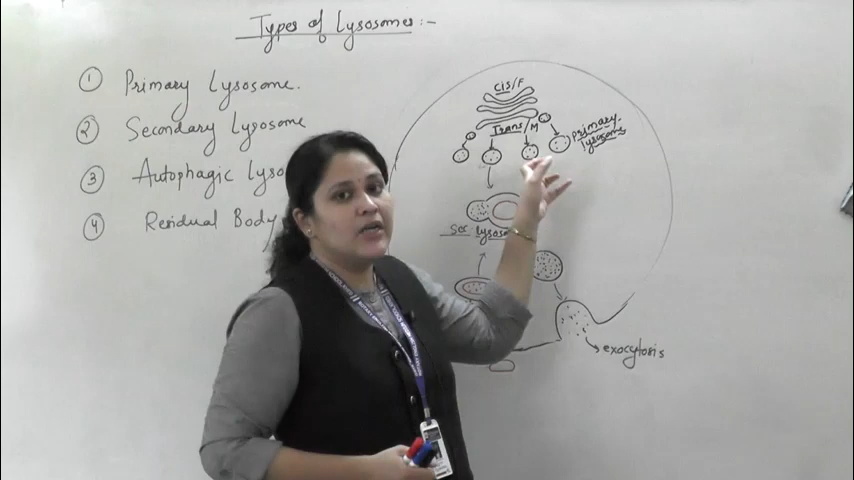 Types of Lysosomes :-
① Primary Lysosome.
② Secondary Lysosome
③ Autophagic Lyso
④ Residual Body
Cis/F
Trans/M
Primary
lysosome
Sec. lysoso
exocytosis